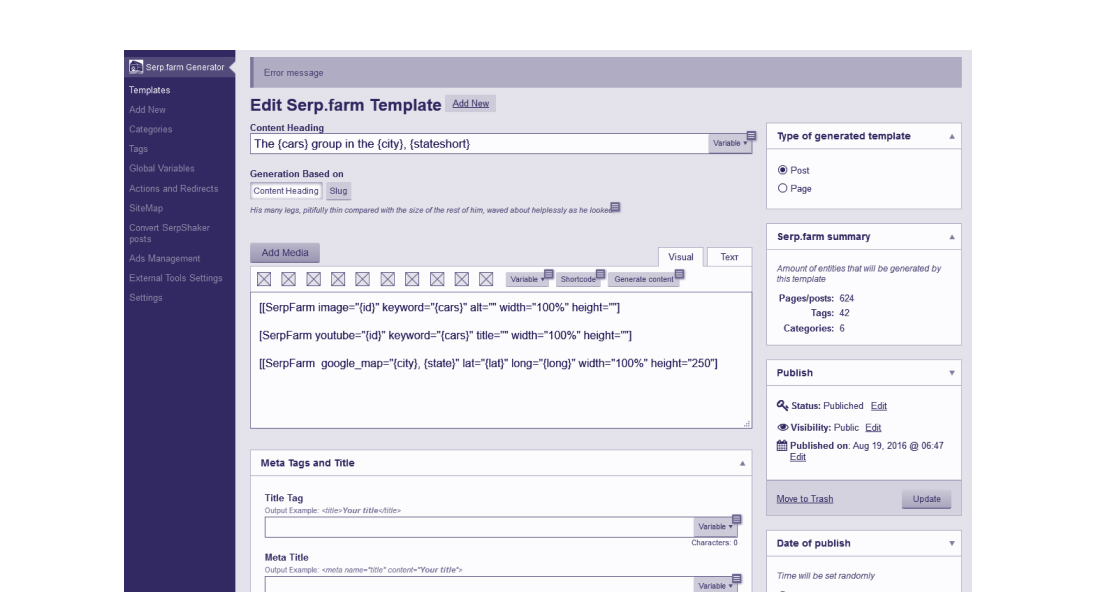 Serp.farm Generator
Templates
Add New
Categories
Tags
Global Variables
Actions and Redirects
SiteMap
Convert SerpShaker
posts
Ads Management
External Tools Settings
Settings
Error message
Edit Serp.farm Template Add New
Content Heading
The {cars} group in the {city}, {stateshort} Variable
Generation Based on
Content Heading Slug
His many legs, pitifully thin compared with the size of the rest of him, waved about helplessly as he looked
Add Media
Visual Text
Variable Shortcode Generate content
[[SerpFarm image="{id}" keyword="{cars}" alt="" width="100%" height=""]
[SerpFarm youtube="{id}" keyword="{cars}" title="" width="100%" height=""]
[[SerpFarm google_map="{city}, {state}" lat="{lat}" long="{long}" width="100%" height="250"]
Meta Tags and Title
Title Tag
Output Example: <title>Your title</title>
Variable
Characters: 0
Meta Title
Output Example: <meta name="title" content="Your title">
Variable
Type of generated template
Post
Page
Serp.farm summary
Amount of entities that will be generated by
this template
Pages/posts: 624
Tags: 42
Categories: 6
Publish
Status: Publiched Edit
Visibility: Public Edit
Published on: Aug 19, 2016 @ 06:47
Edit
Move to Trash Update
Date of publish
Time will be set randomly